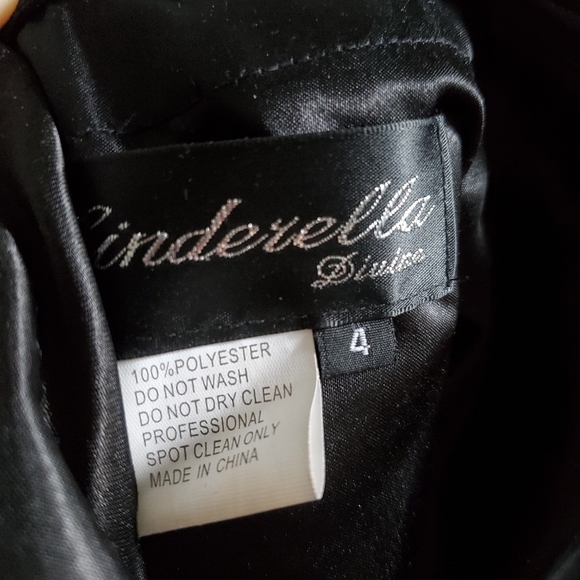 Cinderella
Divine
4
100%POLYESTER
DO NOT WASH
DO NOT DRY CLEAN
PROFESSIONAL
SPOT CLEAN ONLY
MADE IN CHINA